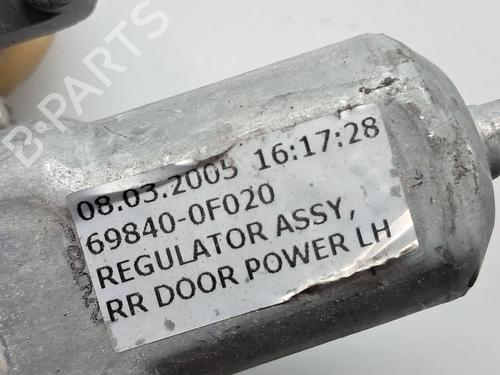 B-PARTS
08.03.2005 16:17:28
69840-0F020
REGULATOR ASSY,
RR DOOR POWER LH